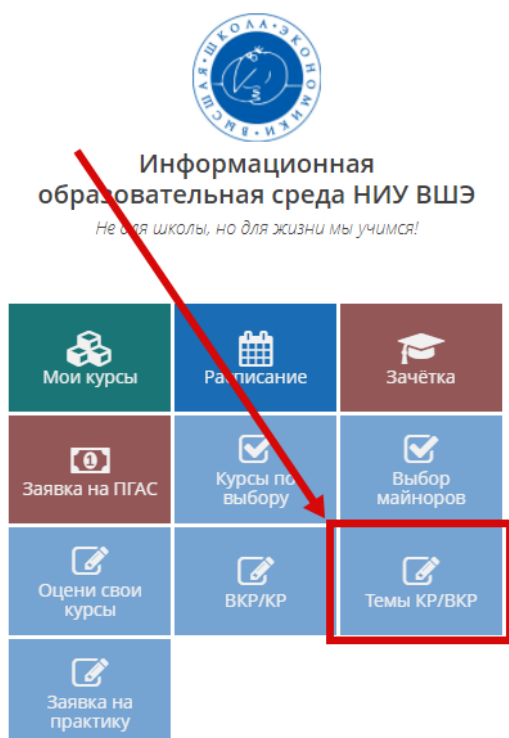 ВЫСШАЯ • ШКОЛА • ЭКОНОМИКИ • НИУ
Информационная
образовательная среда НИУ ВШЭ
Не для школы, но для жизни мы учимся!
Мои курсы
Расписание
Зачётка
Заявка на ПГАС
Курсы по
выбору
Выбор
майноров
Оцени свои
курсы
ВКР/КР
Темы КР/ВКР
Заявка на
практику